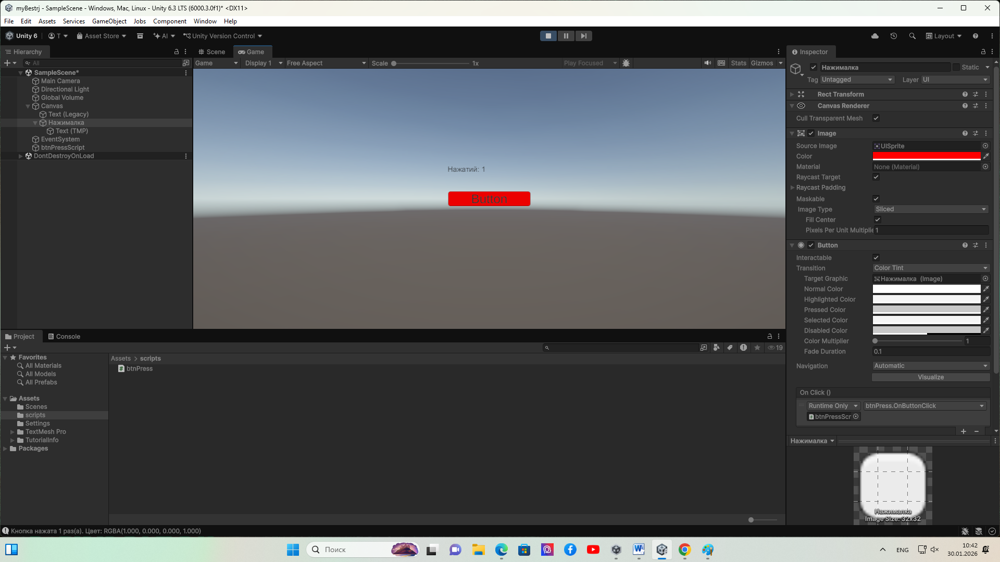 myBestrj - SampleScene - Windows, Mac, Linux - Unity 6.3 LTS (6000.3.0f1)* <DX11>
File Edit Assets Services GameObject Jobs Component Window Help
Unity 6 T Asset Store AI Unity Version Control Layout
Hierarchy
All
SampleScene*
Main Camera
Directional Light
Global Volume
Canvas
Text (Legacy)
Нажималка
Text (TMP)
EventSystem
btnPressScript
DontDestroyOnLoad
Scene Game
Game Display 1 Free Aspect Scale 1x Play Focused Stats Gizmos
Нажатий: 1
Button
Project Console
19
Favorites
All Materials
All Models
All Prefabs
Assets
Scenes
scripts
Settings
TextMesh Pro
TutorialInfo
Packages
Assets > scripts
btnPress
Inspector
Нажималка Static
Tag Untagged Layer UI
Rect Transform
Canvas Renderer
Cull Transparent Mesh
Image
Source Image UISprite
Color
Material None (Material)
Raycast Target
Raycast Padding
Maskable
Image Type Sliced
Fill Center
Pixels Per Unit Multiplie 1
Button
Interactable
Transition Color Tint
Target Graphic Нажималка (Image)
Normal Color
Highlighted Color
Pressed Color
Selected Color
Disabled Color
Color Multiplier 1
Fade Duration 0.1
Navigation Automatic
Visualize
On Click ()
Runtime Only btnPress.OnButtonClick
btnPressScr
Нажималка
Нажималка
Image Size: 32x32
Кнопка нажата 1 раз(а). Цвет: RGBA(1.000, 0.000, 0.000, 1.000)
Поиск
ENG
10:42
30.01.2026